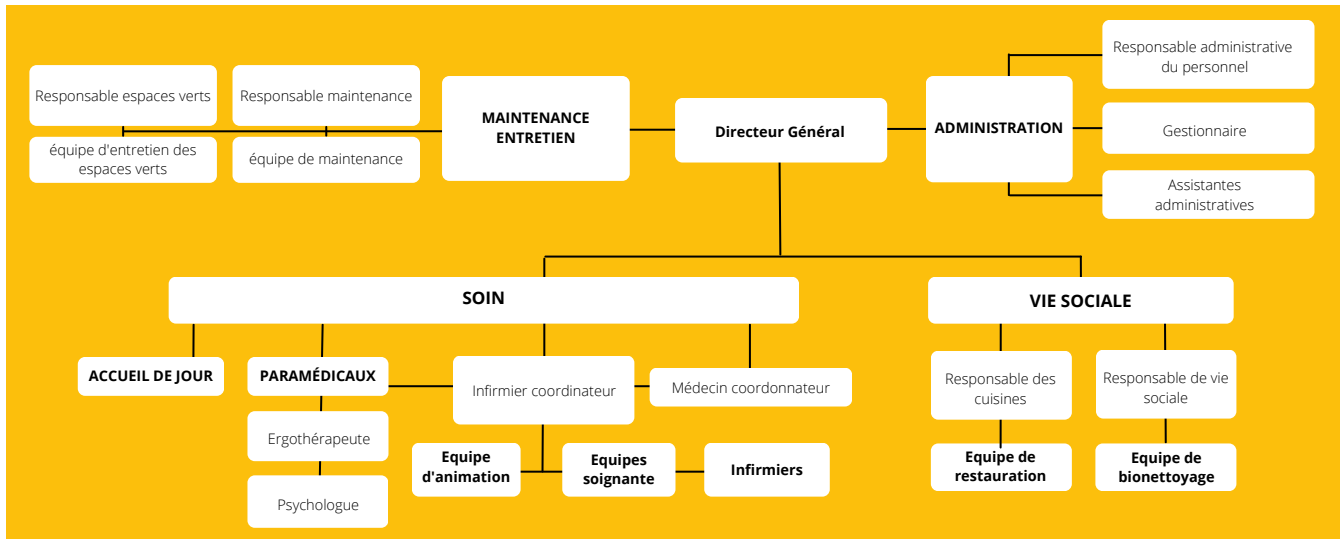 Responsable administrative
du personnel
Responsable espaces verts
Responsable maintenance
MAINTENANCE
ENTRETIEN
Directeur Général
ADMINISTRATION
Gestionnaire
équipe d'entretien des
espaces verts
équipe de maintenance
Assistantes
administratives
SOIN
VIE SOCIALE
ACCUEIL DE JOUR
PARAMÉDICAUX
Infirmier coordinateur
Médecin coordonnateur
Responsable des
cuisines
Responsable de vie
sociale
Ergothérapeute
Psychologue
Equipe
d'animation
Equipes
soignante
Infirmiers
Equipe de
restauration
Equipe de
bionettoyage